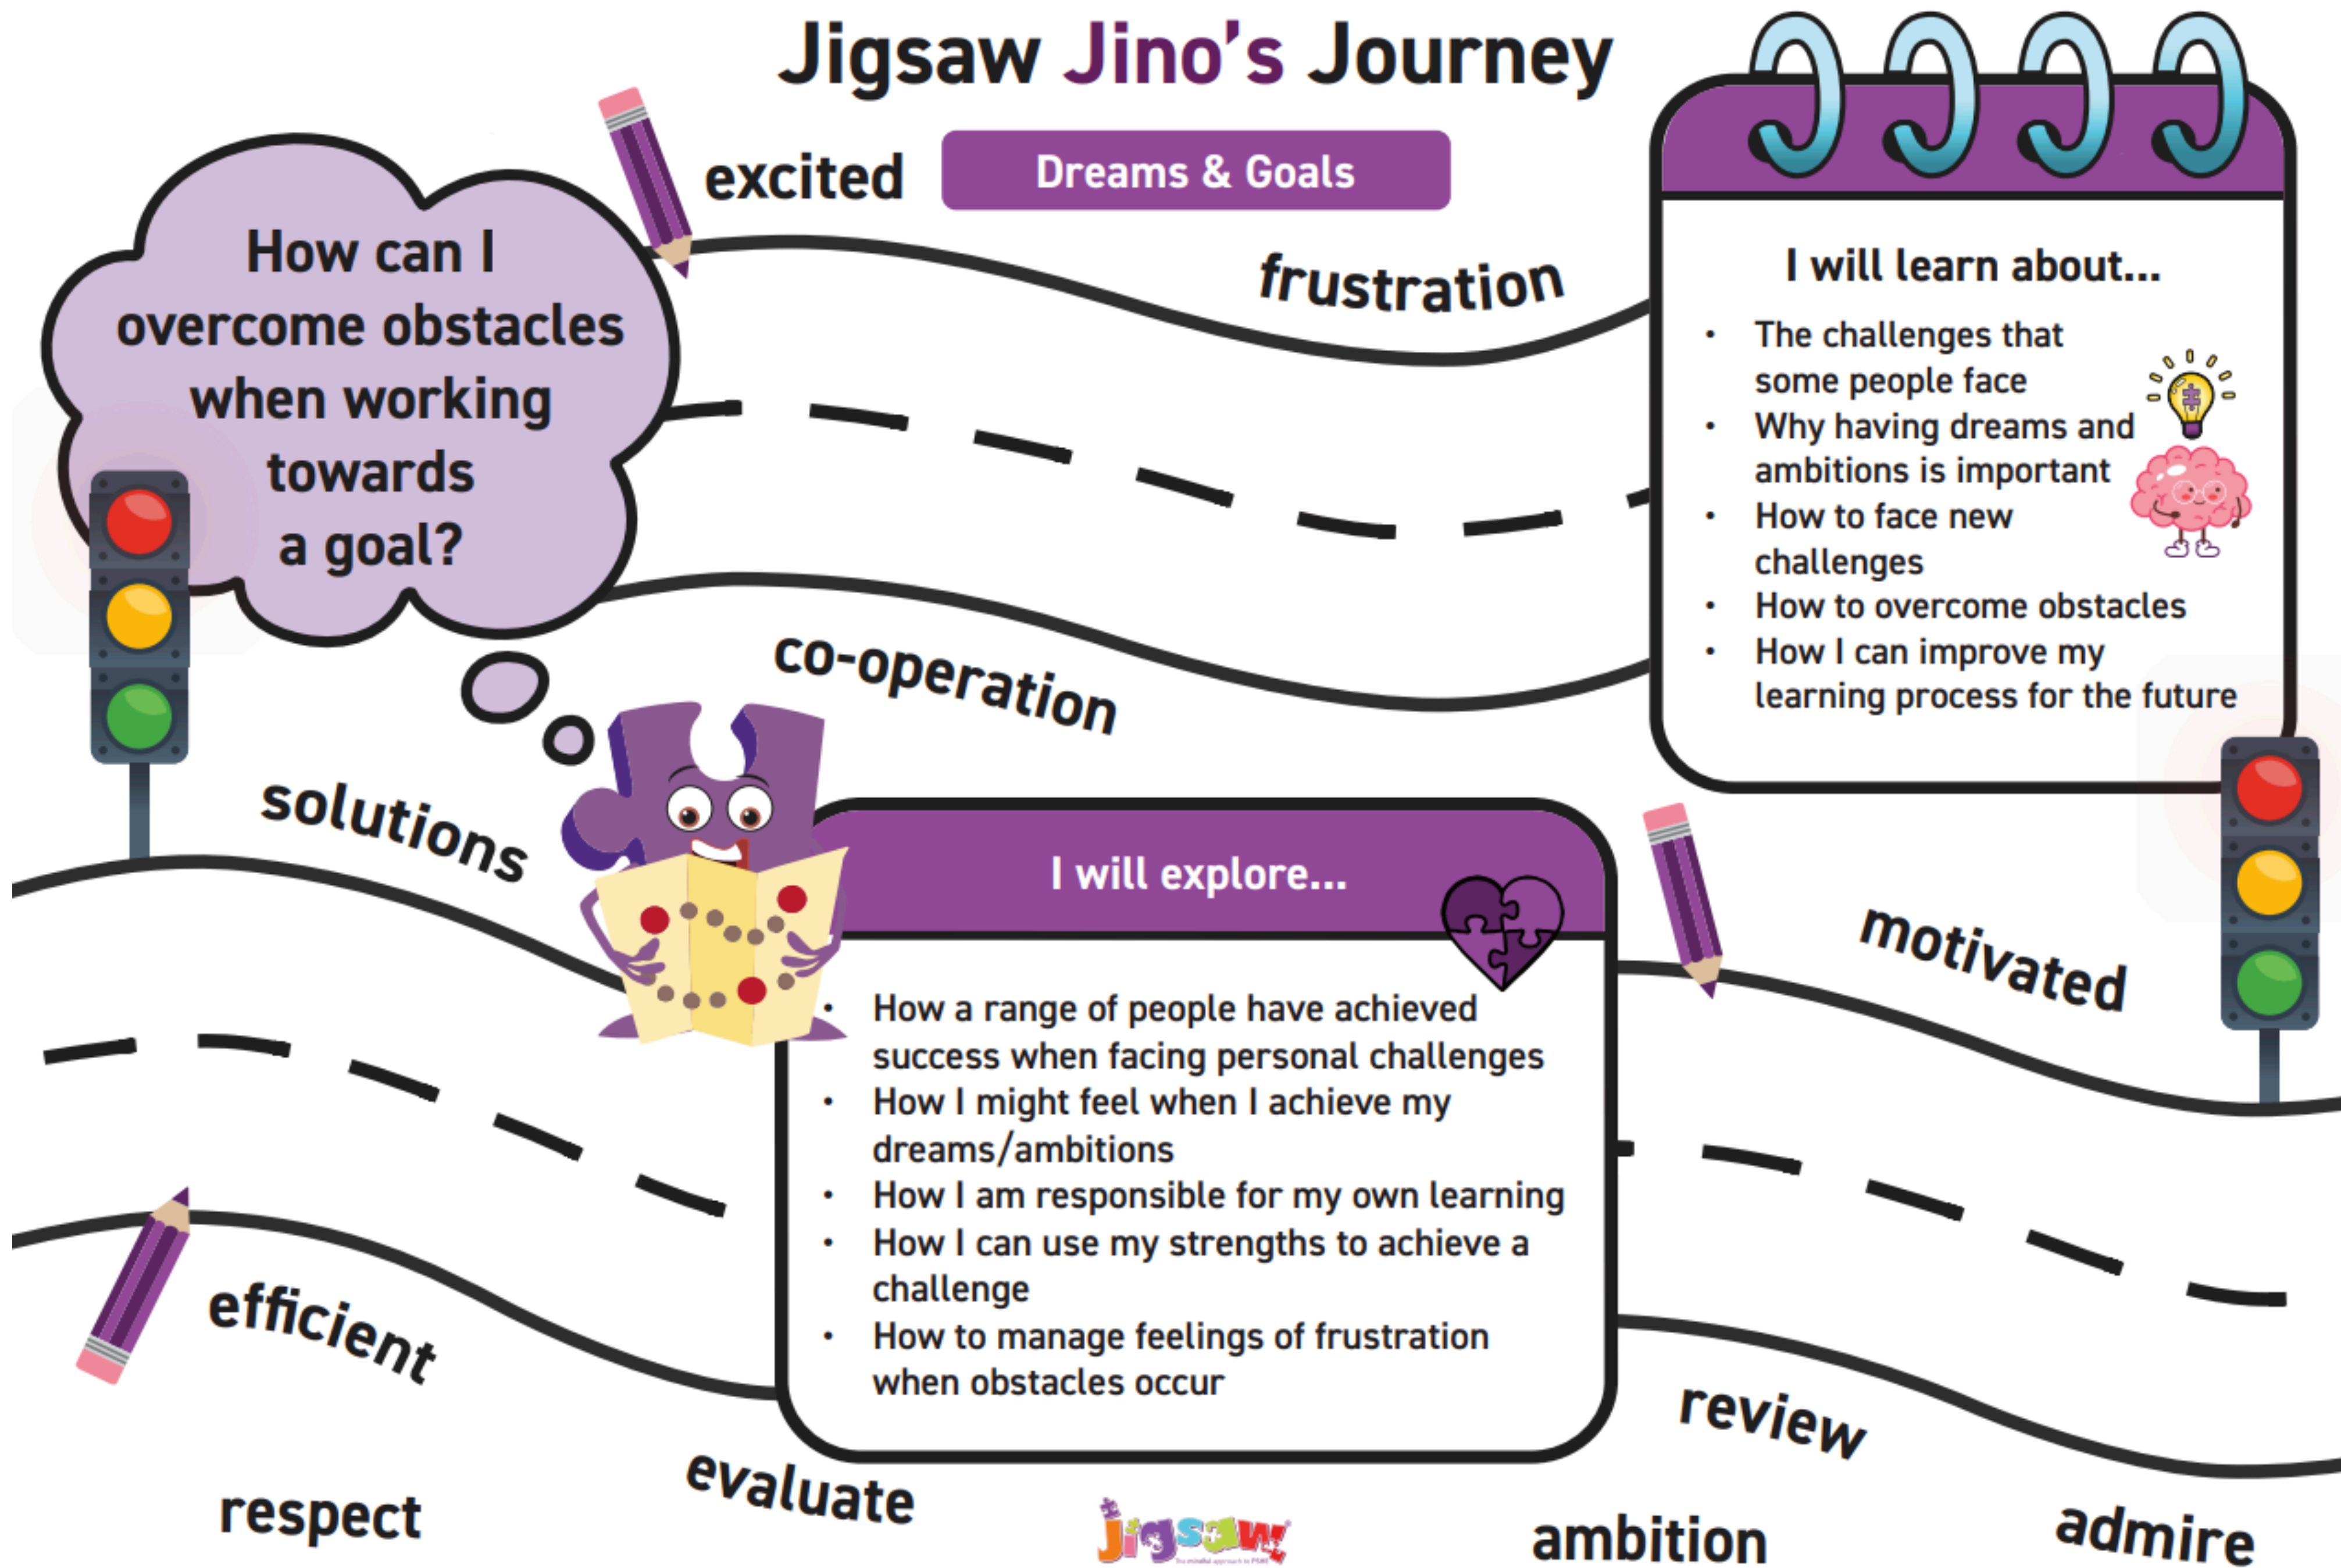 Jigsaw Jino's Journey
Dreams & Goals
excited
frustration
How can I
overcome obstacles
when working
towards
a goal?
I will learn about...
• The challenges that
some people face
• Why having dreams and
ambitions is important
• How to face new
challenges
• How to overcome obstacles
• How I can improve my
learning process for the future
co-operation
solutions
I will explore...
• How a range of people have achieved
success when facing personal challenges
• How I might feel when I achieve my
dreams/ambitions
• How I am responsible for my own learning
• How I can use my strengths to achieve a
challenge
• How to manage feelings of frustration
when obstacles occur
motivated
efficient
review
respect
evaluate
jigsaw
The mindful approach to PSHE
ambition
admire